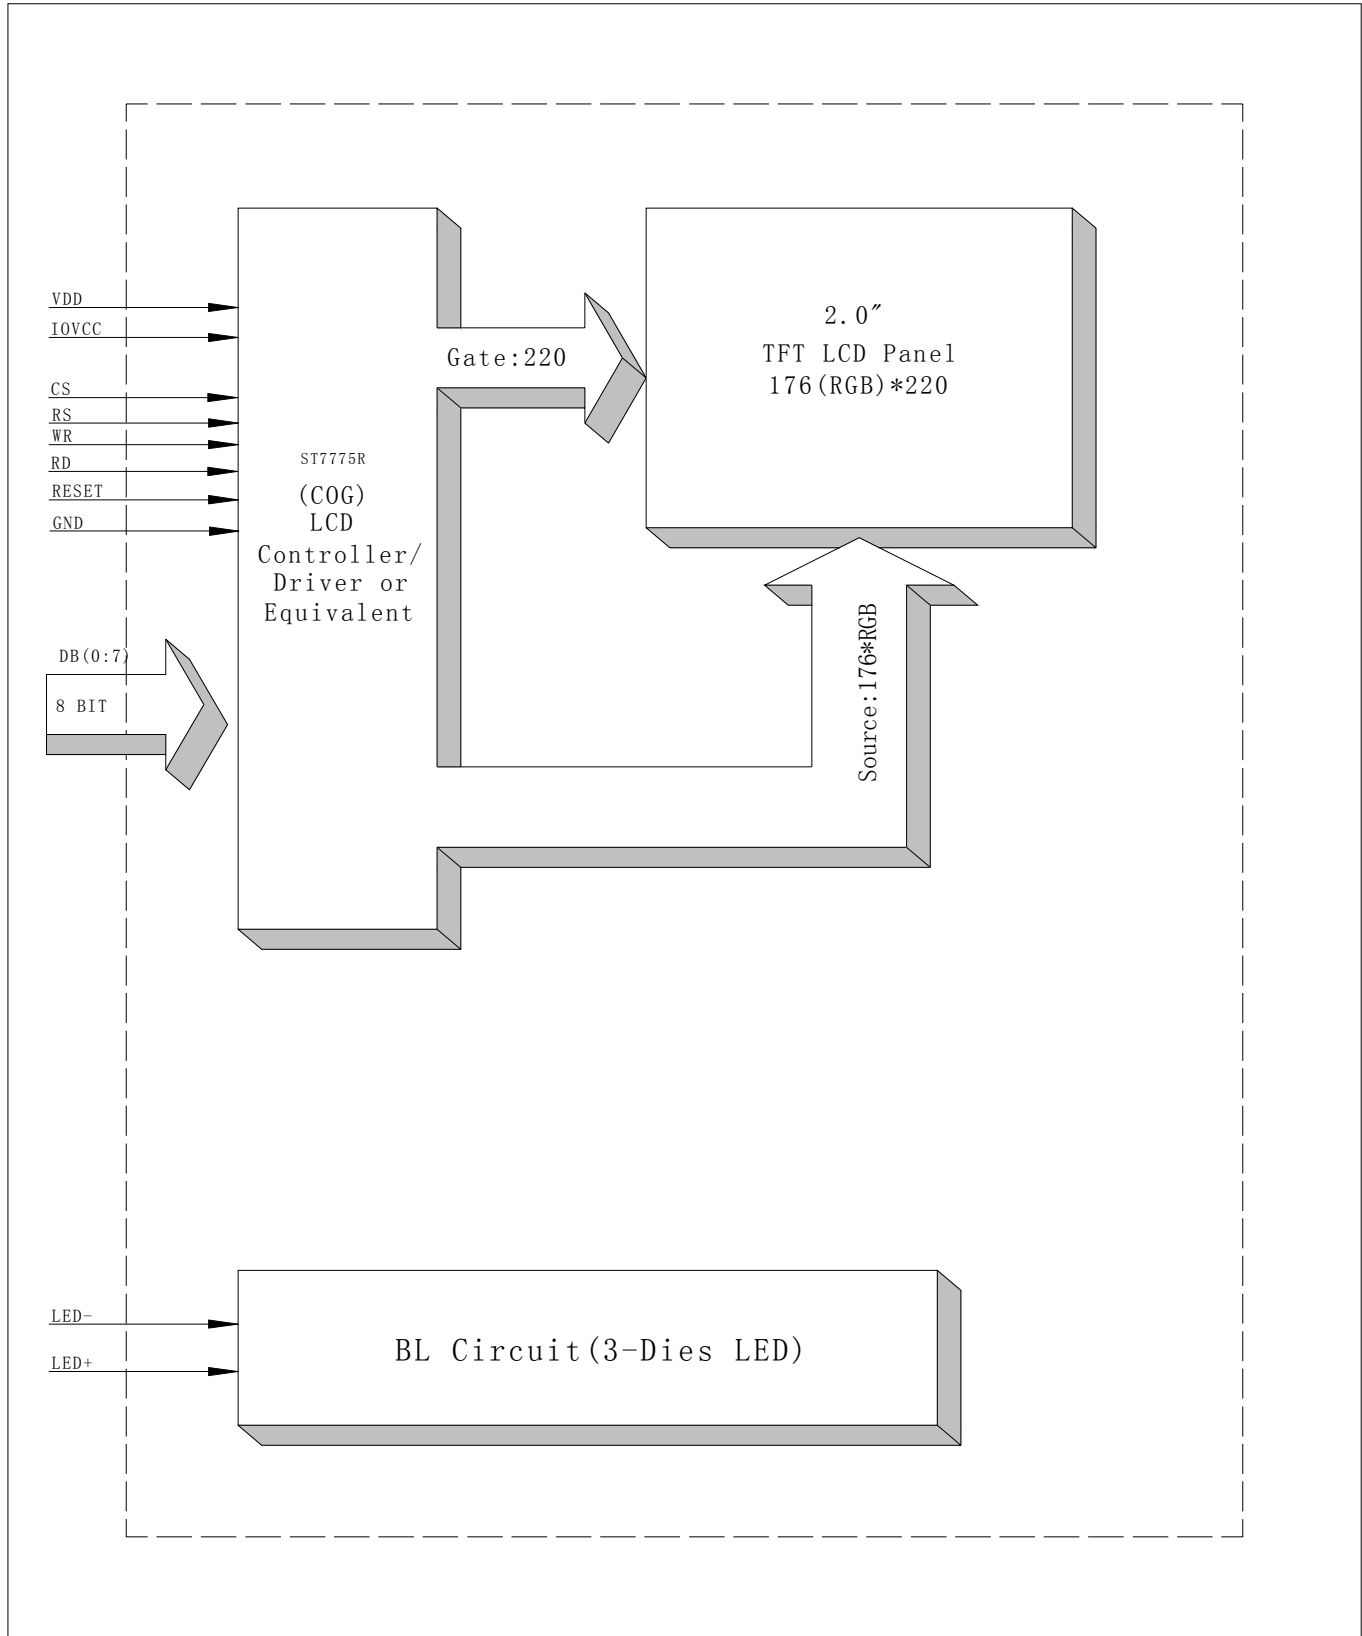 VDD
IOVCC
CS
RS
WR
RD
RESET
GND
DB(0:7)
8 BIT
ST7775R
(COG)
LCD
Controller/
Driver or
Equivalent
Gate:220
2.0″
TFT LCD Panel
176(RGB)*220
Source:176*RGB
LED-
LED+
BL Circuit(3-Dies LED)